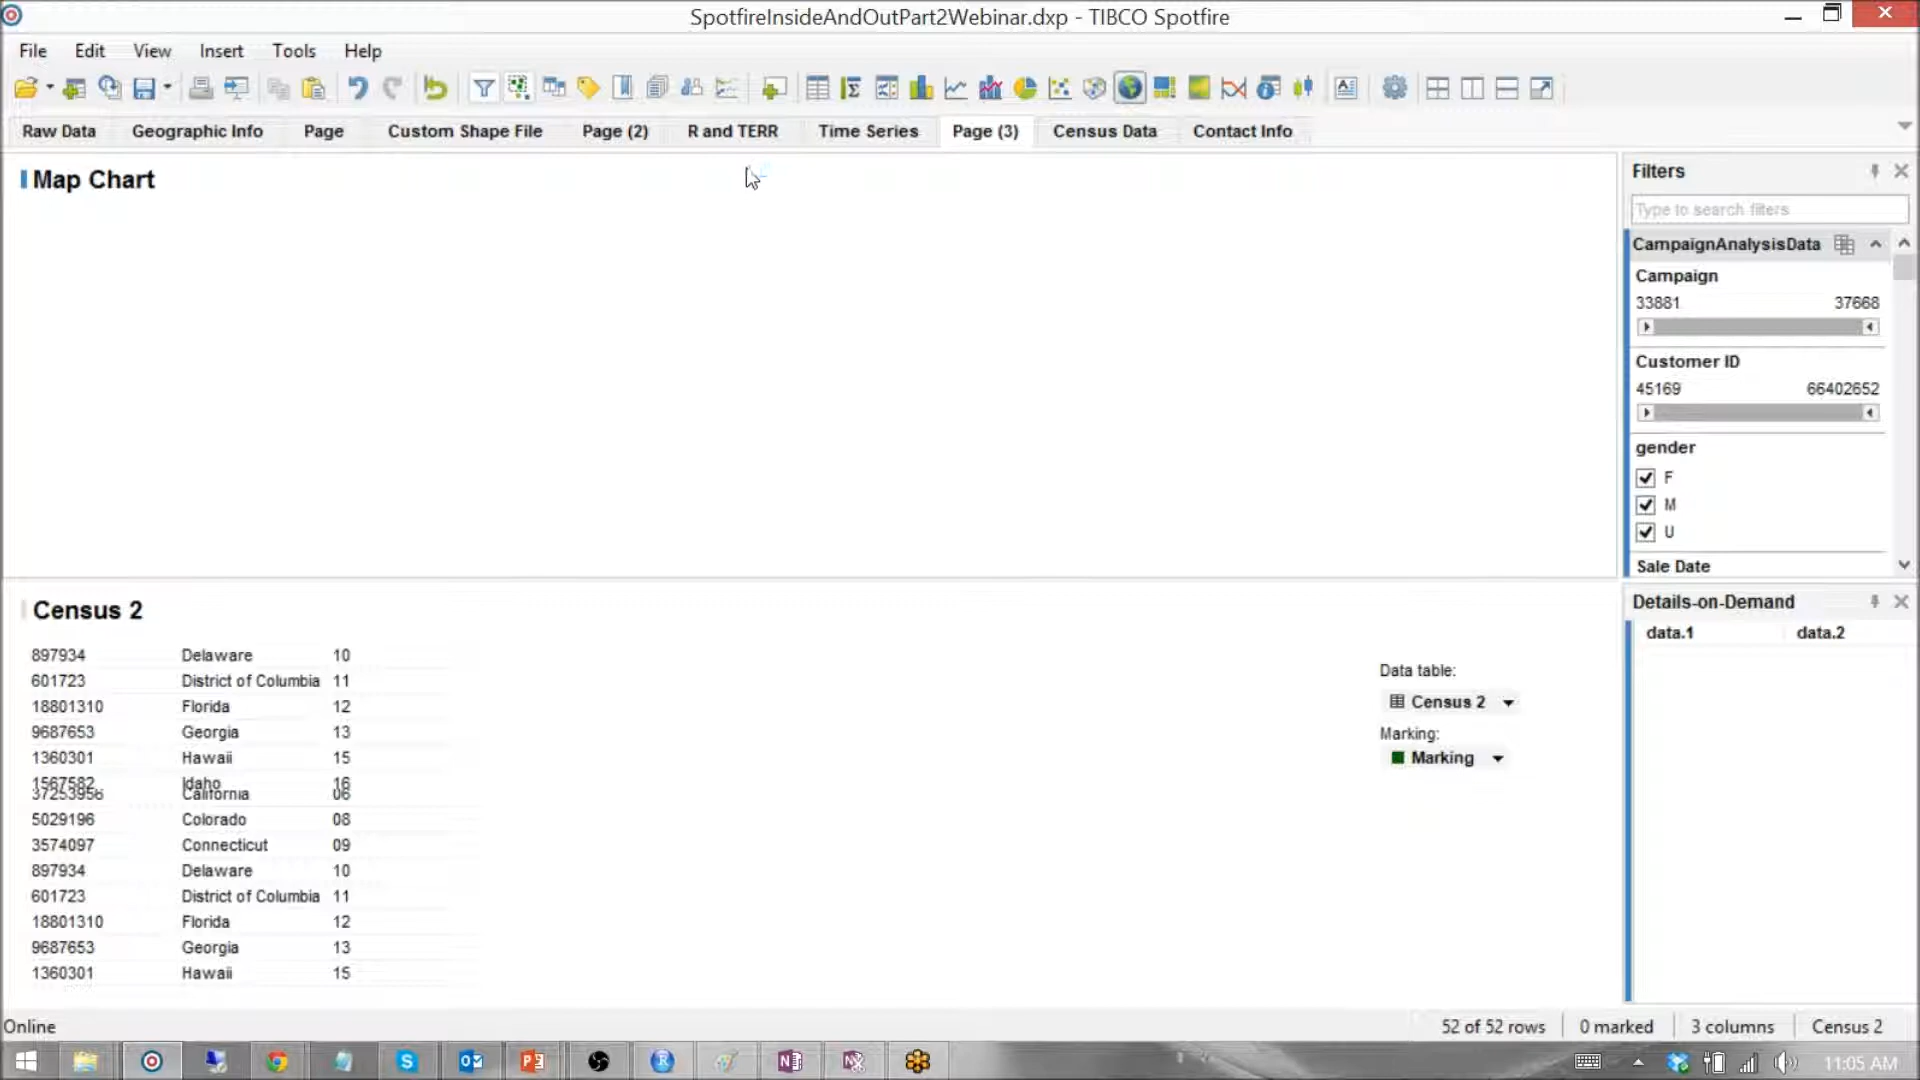 SpotfireInsideAndOutPart2Webinar.dxp - TIBCO Spotfire
File Edit View Insert Tools Help
Raw Data Geographic Info Page Custom Shape File Page (2) R and TERR Time Series Page (3) Census Data Contact Info
Map Chart
Filters
Type to search filters
CampaignAnalysisData
Campaign
33881 37668
Customer ID
45169 66402652
gender
F
M
U
Sale Date
Census 2
897934 Delaware 10
601723 District of Columbia 11
18801310 Florida 12
9687653 Georgia 13
1360301 Hawaii 15
1567582 Idaho 16
37253956 California 06
5029196 Colorado 08
3574097 Connecticut 09
897934 Delaware 10
601723 District of Columbia 11
18801310 Florida 12
9687653 Georgia 13
1360301 Hawaii 15
Data table:
Census 2
Marking:
Marking
Details-on-Demand
data.1 data.2
Online
52 of 52 rows 0 marked 3 columns Census 2
11:05 AM